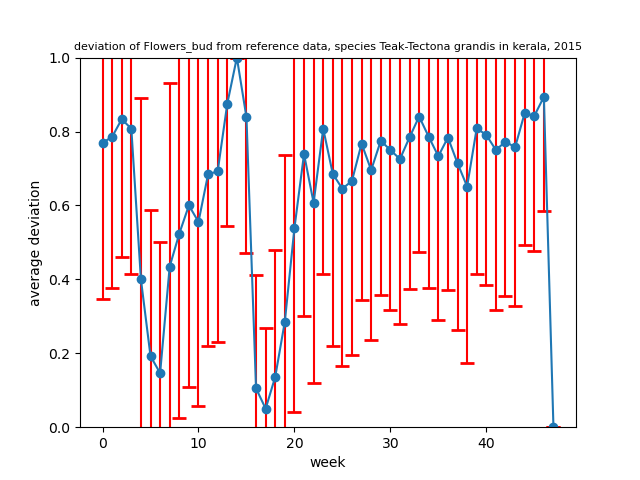 deviation of Flowers_bud from reference data, species Teak-Tectona grandis in kerala, 2015
1.0
0.8
0.6
0.4
0.2
0.0
average deviation
0 10 20 30 40
week